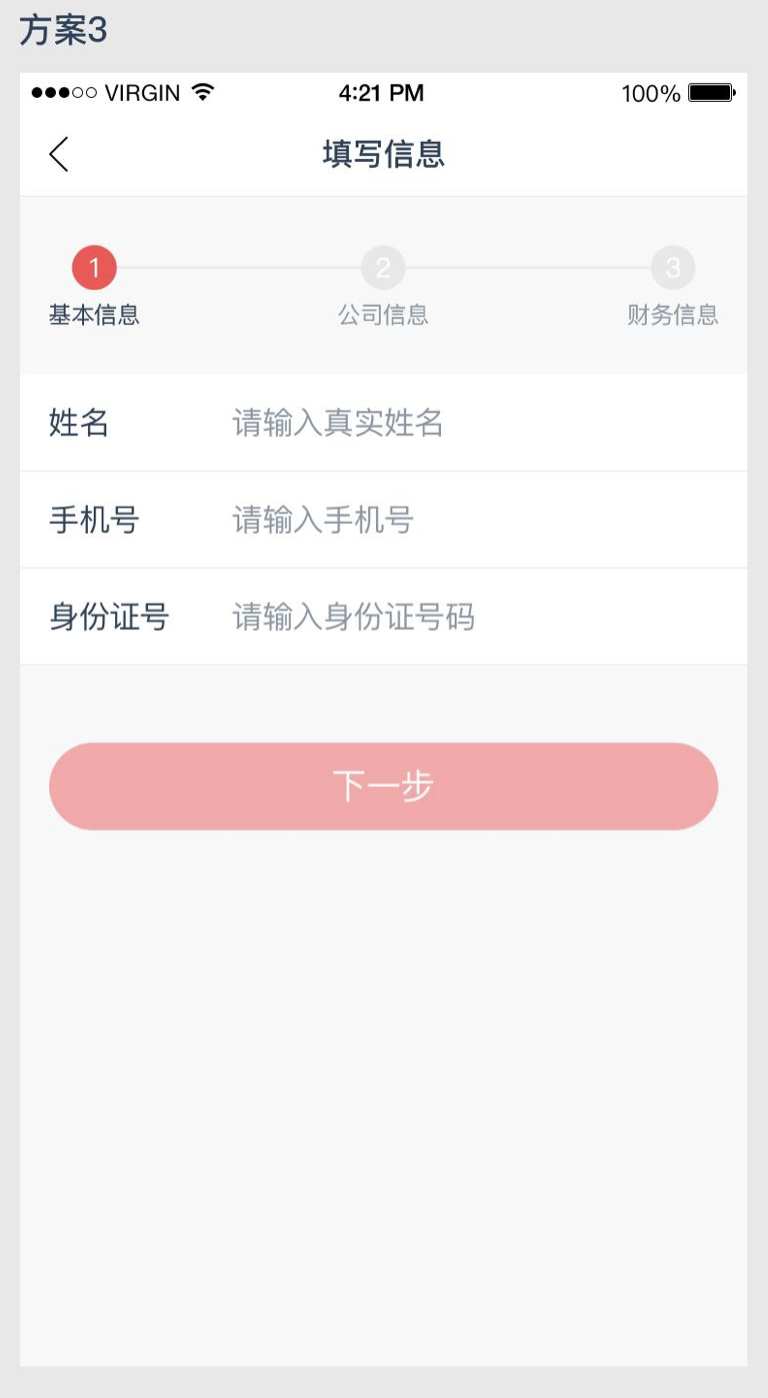 方案3
VIRGIN 4:21 PM 100%
填写信息
1 2 3
基本信息 公司信息 财务信息
姓名 请输入真实姓名
手机号 请输入手机号
身份证号 请输入身份证号码
下一步